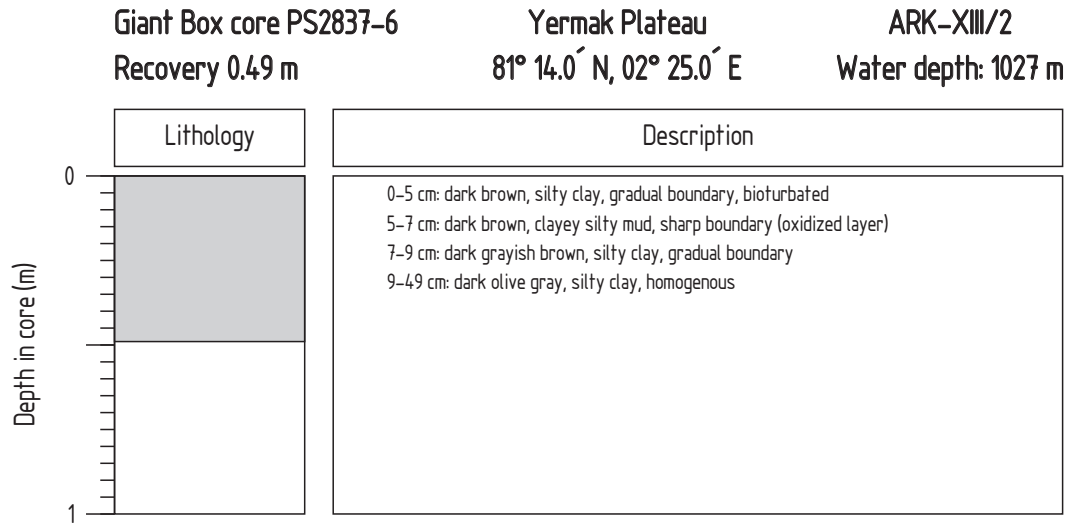 Giant Box core PS2837-6 Yermak Plateau ARK-XIII/2
Recovery 0.49 m 81° 14.0´ N, 02° 25.0´ E Water depth: 1027 m
Lithology Description
0
0-5 cm: dark brown, silty clay, gradual boundary, bioturbated
5-7 cm: dark brown, clayey silty mud, sharp boundary (oxidized layer)
7-9 cm: dark grayish brown, silty clay, gradual boundary
9-49 cm: dark olive gray, silty clay, homogenous
Depth in core (m)
1